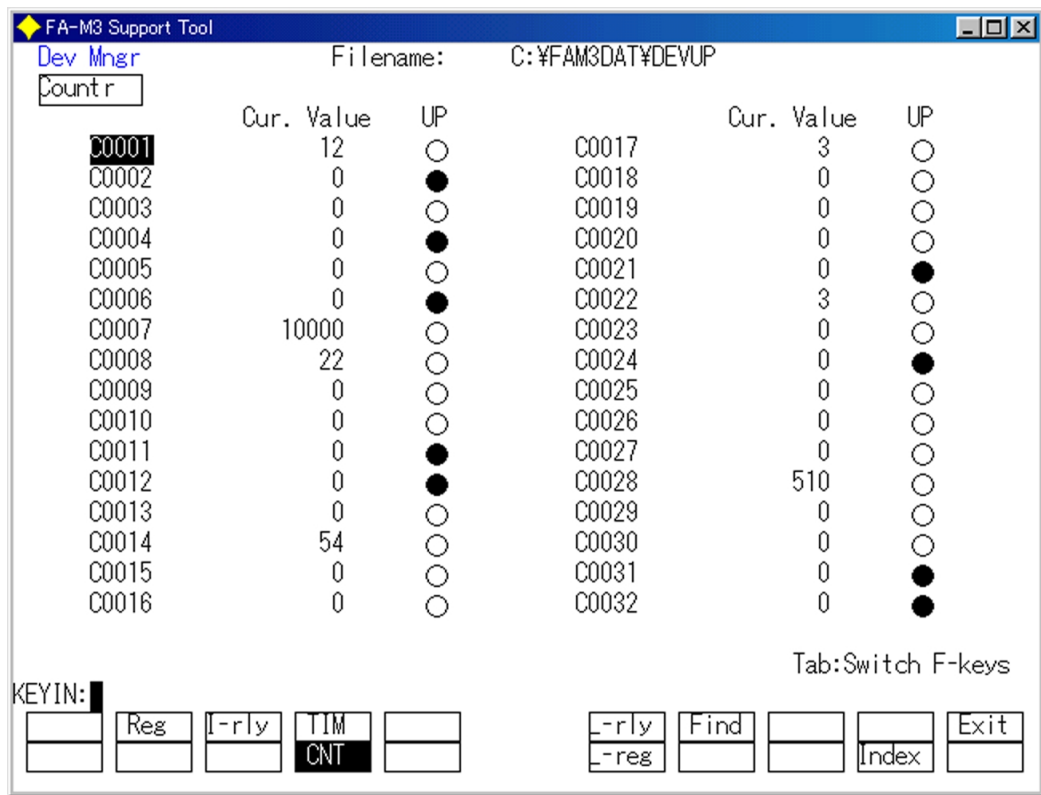 FA-M3 Support Tool
Dev Mngr Filename: C:¥FAM3DAT¥DEVUP
Countr
Cur. Value UP Cur. Value UP
C0001 12 ○ C0017 3 ○
C0002 0 ● C0018 0 ○
C0003 0 ○ C0019 0 ○
C0004 0 ● C0020 0 ○
C0005 0 ○ C0021 0 ●
C0006 0 ● C0022 3 ○
C0007 10000 ○ C0023 0 ○
C0008 22 ○ C0024 0 ●
C0009 0 ○ C0025 0 ○
C0010 0 ○ C0026 0 ○
C0011 0 ● C0027 0 ○
C0012 0 ● C0028 510 ○
C0013 0 ○ C0029 0 ○
C0014 54 ○ C0030 0 ○
C0015 0 ○ C0031 0 ●
C0016 0 ○ C0032 0 ●
Tab:Switch F-keys
KEYIN:
Reg I-rly TIM L-rly Find Exit
CNT L-reg Index